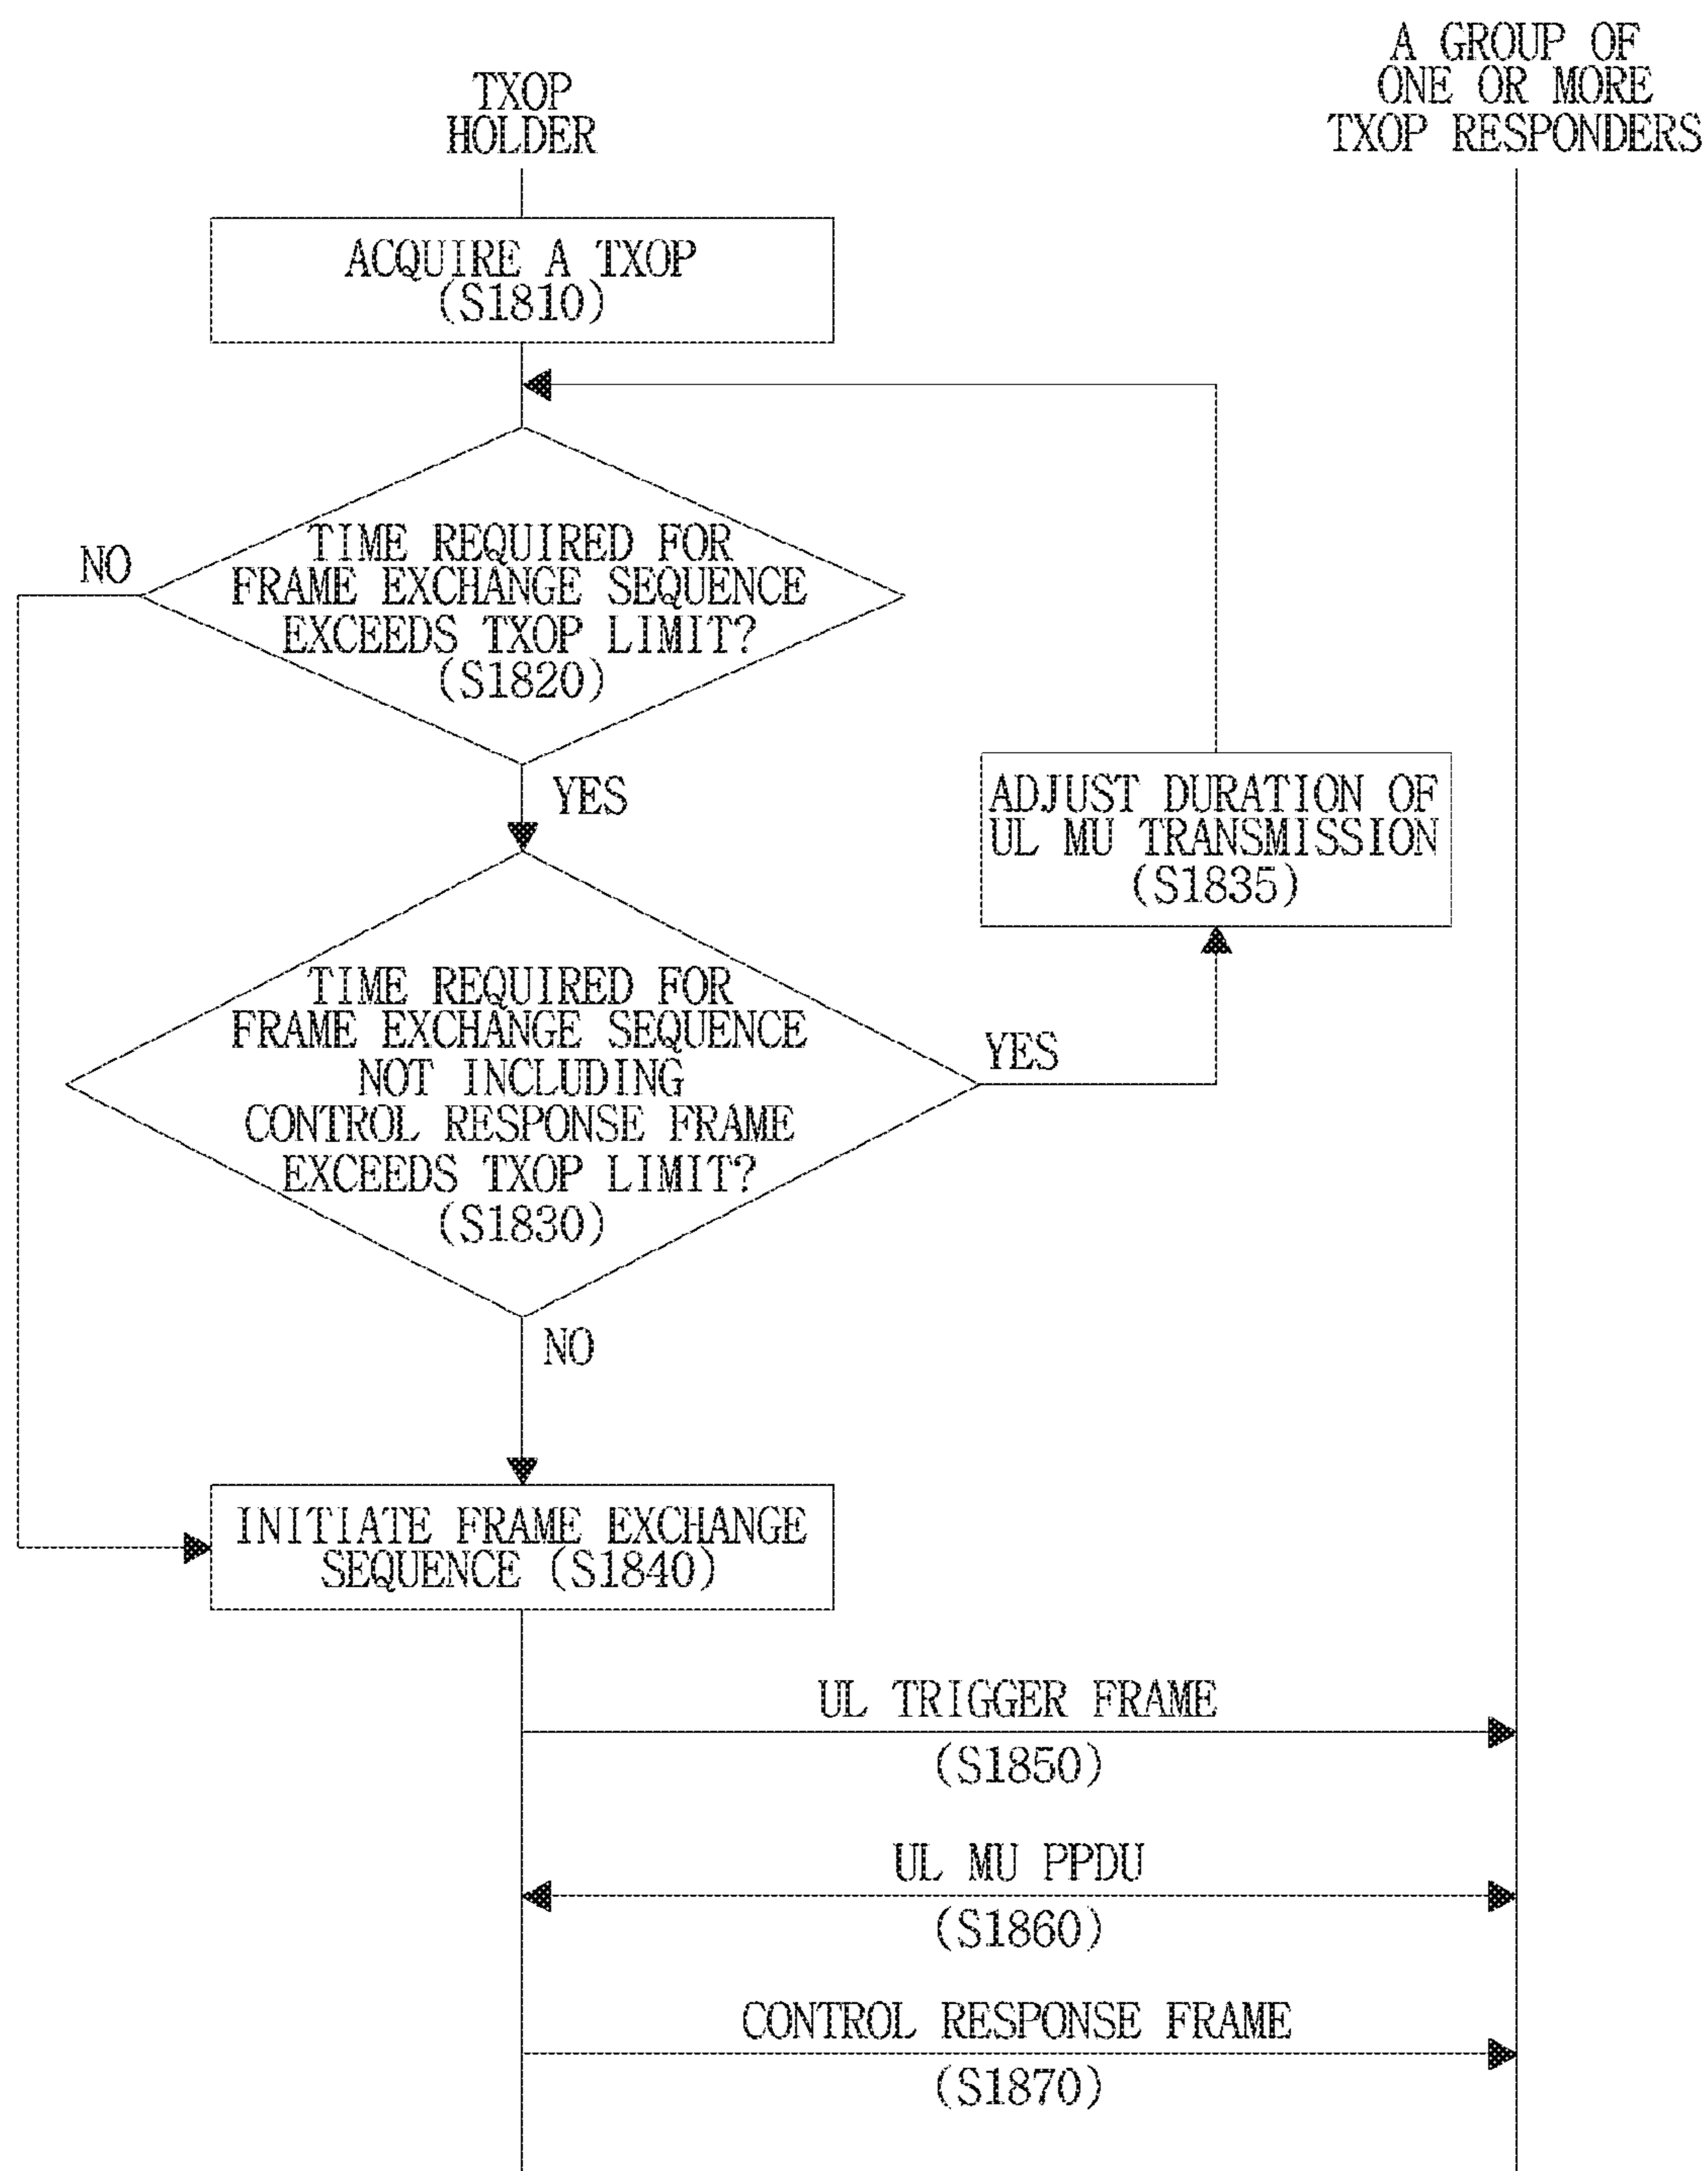 TXOP
HOLDER
A GROUP OF
ONE OR MORE
TXOP RESPONDERS
ACQUIRE A TXOP
(S1810)
NO
TIME REQUIRED FOR
FRAME EXCHANGE SEQUENCE
EXCEEDS TXOP LIMIT?
(S1820)
YES
ADJUST DURATION OF
UL MU TRANSMISSION
(S1835)
TIME REQUIRED FOR
FRAME EXCHANGE SEQUENCE
NOT INCLUDING
CONTROL RESPONSE FRAME
EXCEEDS TXOP LIMIT?
(S1830)
YES
NO
INITIATE FRAME EXCHANGE
SEQUENCE (S1840)
UL TRIGGER FRAME
(S1850)
UL MU PPDU
(S1860)
CONTROL RESPONSE FRAME
(S1870)